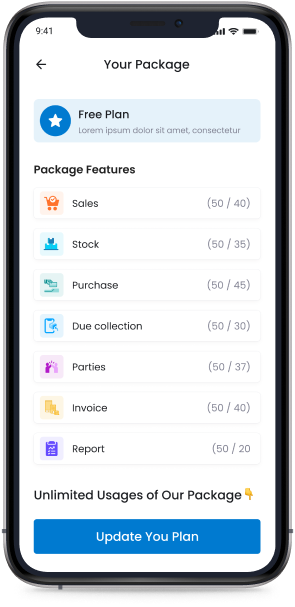 9:41
Your Package
Free Plan
Lorem ipsum dolor sit amet, consectetur
Package Features
Sales (50 / 40)
Stock (50 / 35)
Purchase (50 / 45)
Due collection (50 / 30)
Parties (50 / 37)
Invoice (50 / 40)
Report (50 / 20
Unlimited Usages of Our Package👇
Update You Plan